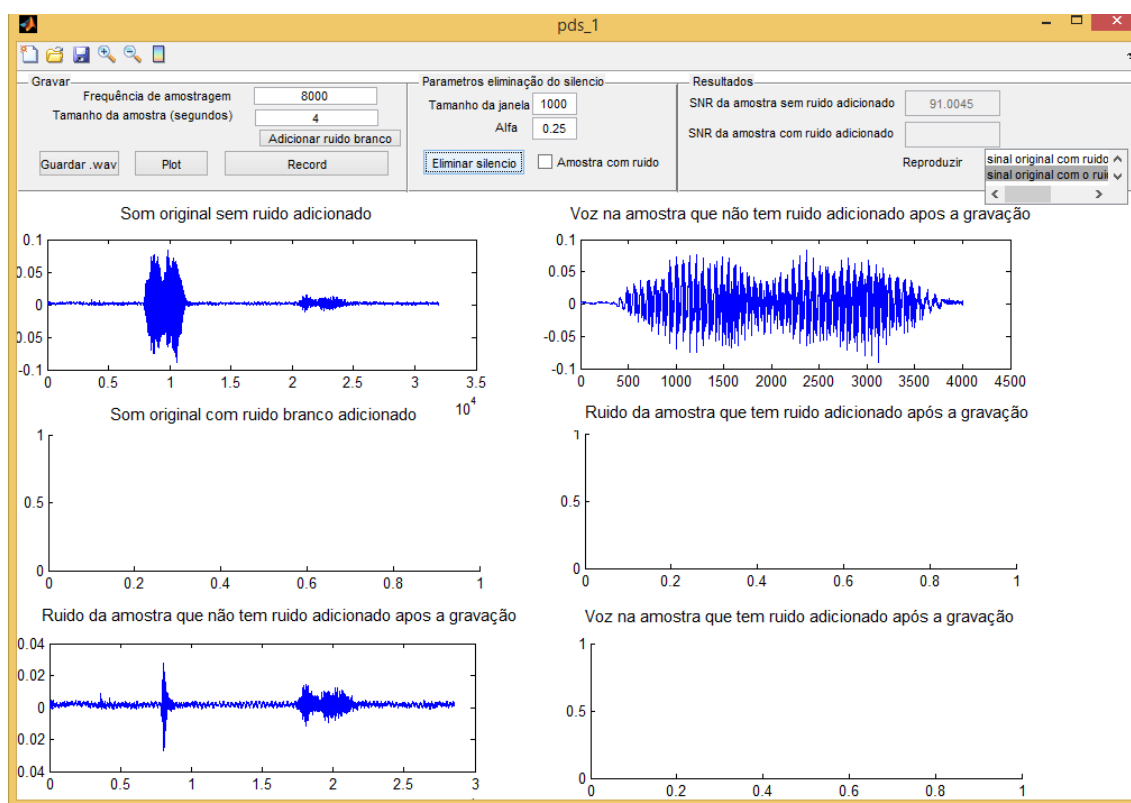 pds_1
Gravar
Frequência de amostragem 8000
Tamanho da amostra (segundos) 4
Adicionar ruido branco
Guardar .wav Plot Record
Parametros eliminação do silencio
Tamanho da janela 1000
Alfa 0.25
Eliminar silencio Amostra com ruido
Resultados
SNR da amostra sem ruido adicionado 91.0045
SNR da amostra com ruido adicionado
Reproduzir
sinal original com ruido
sinal original com o rui
Som original sem ruido adicionado
0.1
0.05
0
-0.05
-0.1
0 0.5 1 1.5 2 2.5 3 3.5
10⁴
Voz na amostra que não tem ruido adicionado apos a gravação
0.1
0.05
0
-0.05
-0.1
0 500 1000 1500 2000 2500 3000 3500 4000 4500
Som original com ruido branco adicionado
1
0.5
0
0 0.2 0.4 0.6 0.8 1
Ruido da amostra que tem ruido adicionado após a gravação
1
0.5
0
0 0.2 0.4 0.6 0.8 1
Ruido da amostra que não tem ruido adicionado apos a gravação
0.04
0.02
0
0.02
0.04
0 0.5 1 1.5 2 2.5 3
Voz na amostra que tem ruido adicionado após a gravação
1
0.5
0
0 0.2 0.4 0.6 0.8 1